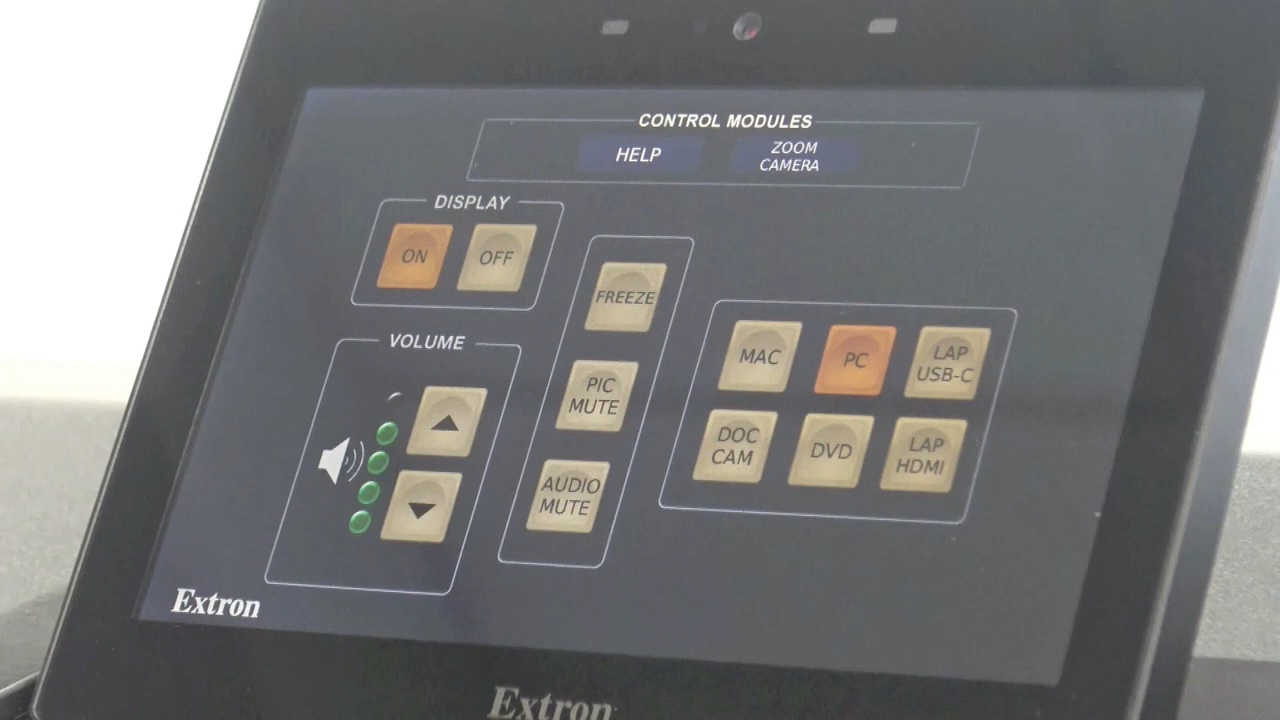 CONTROL MODULES
HELP
ZOOM
CAMERA
DISPLAY
ON
OFF
VOLUME
FREEZE
PIC
MUTE
AUDIO
MUTE
MAC
PC
LAP
USB-C
DOC
CAM
DVD
LAP
HDMI
Extron
Extron